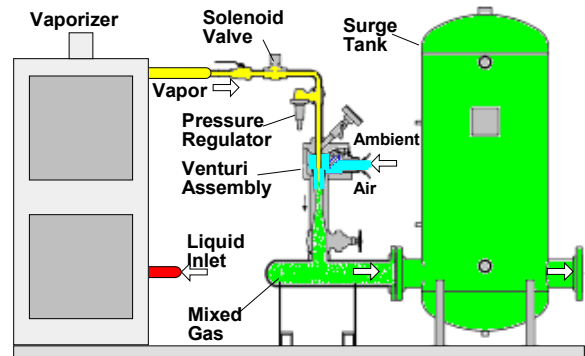 Vaporizer
Solenoid
Valve
Surge
Tank
Vapor
Pressure
Regulator
Ambient
Venturi
Assembly
Air
Liquid
Inlet
Mixed
Gas